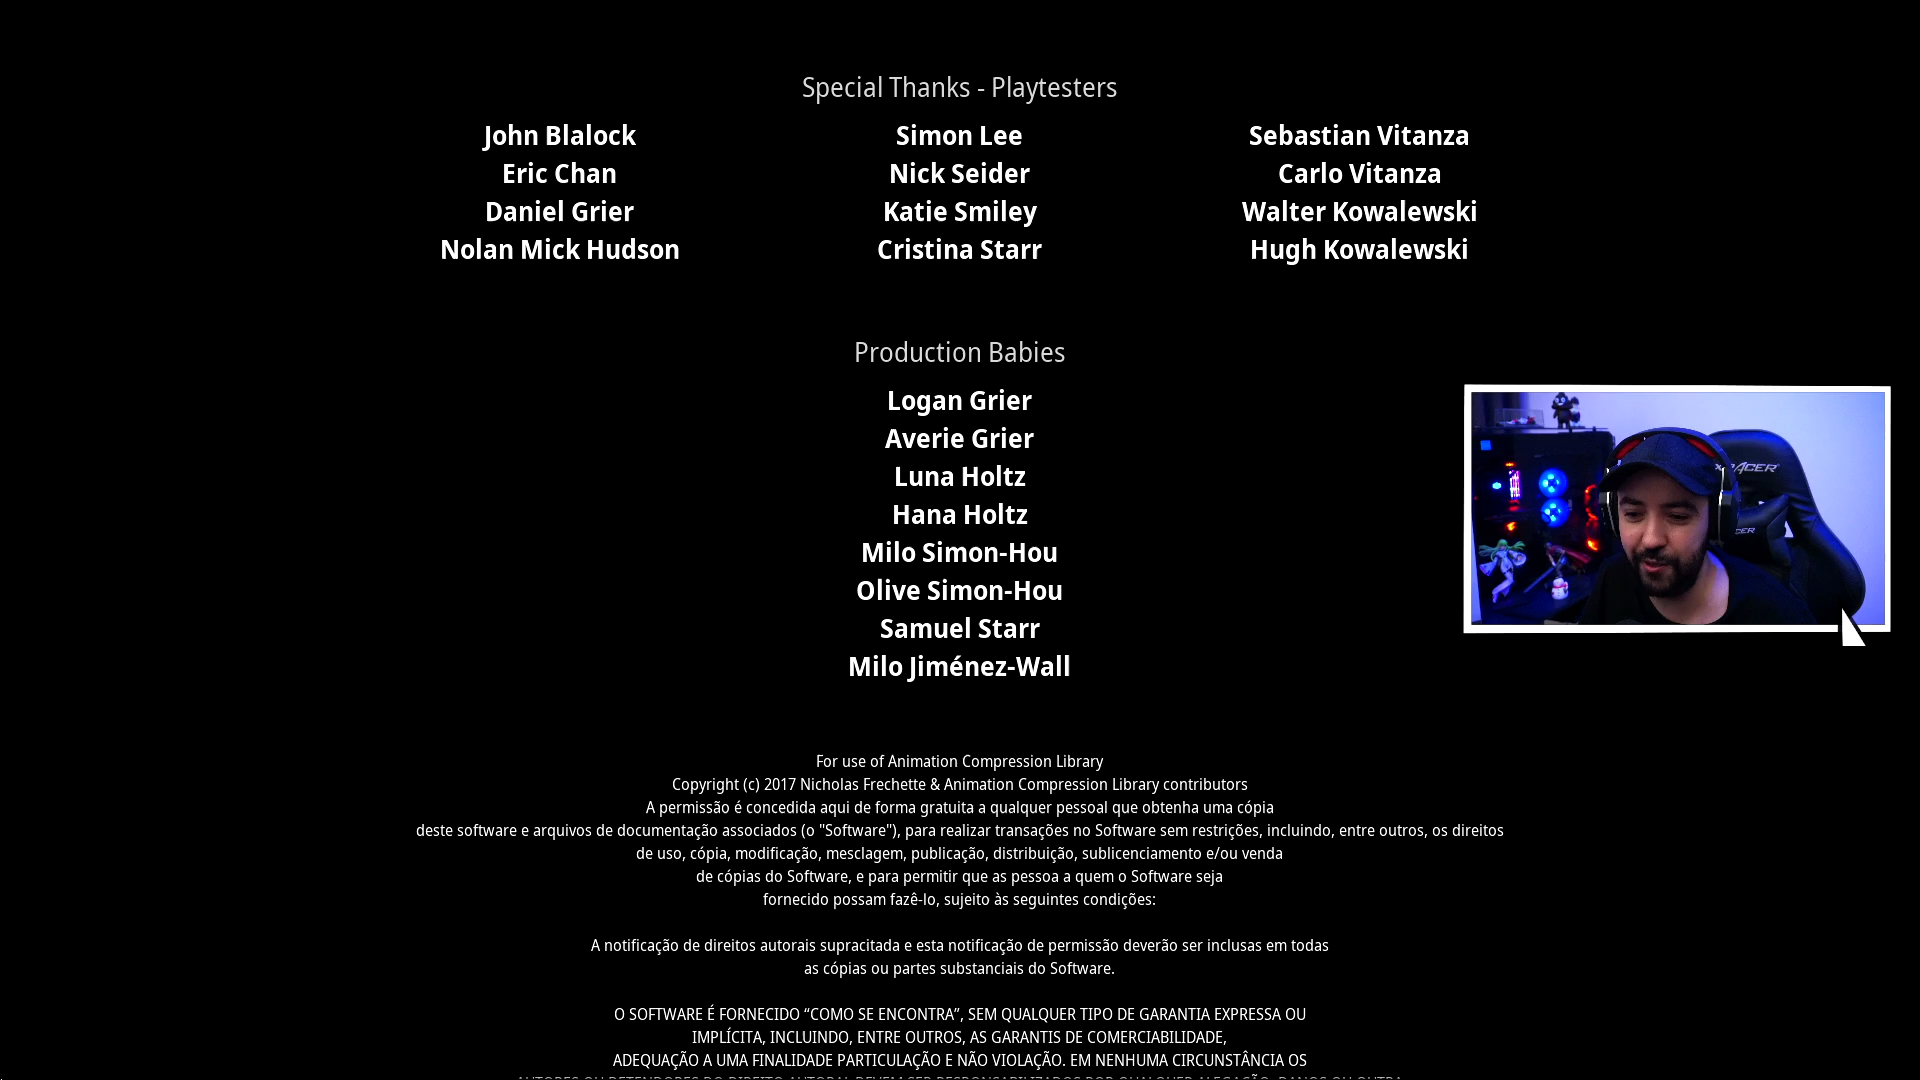 Special Thanks - Playtesters
John Blalock Simon Lee Sebastian Vitanza
Eric Chan Nick Seider Carlo Vitanza
Daniel Grier Katie Smiley Walter Kowalewski
Nolan Mick Hudson Cristina Starr Hugh Kowalewski
Production Babies
Logan Grier
Averie Grier
Luna Holtz
Hana Holtz
Milo Simon-Hou
Olive Simon-Hou
Samuel Starr
Milo Jiménez-Wall
For use of Animation Compression Library
Copyright (c) 2017 Nicholas Frechette & Animation Compression Library contributors
A permissão é concedida aqui de forma gratuita a qualquer pessoal que obtenha uma cópia
deste software e arquivos de documentação associados (o "Software"), para realizar transações no Software sem restrições, incluindo, entre outros, os direitos
de uso, cópia, modificação, mesclagem, publicação, distribuição, sublicenciamento e/ou venda
de cópias do Software, e para permitir que as pessoa a quem o Software seja
fornecido possam fazê-lo, sujeito às seguintes condições:
A notificação de direitos autorais supracitada e esta notificação de permissão deverão ser inclusas em todas
as cópias ou partes substanciais do Software.
O SOFTWARE É FORNECIDO “COMO SE ENCONTRA”, SEM QUALQUER TIPO DE GARANTIA EXPRESSA OU
IMPLÍCITA, INCLUINDO, ENTRE OUTROS, AS GARANTIS DE COMERCIABILIDADE,
ADEQUAÇÃO A UMA FINALIDADE PARTICULAÇÃO E NÃO VIOLAÇÃO. EM NENHUMA CIRCUNSTÂNCIA OS